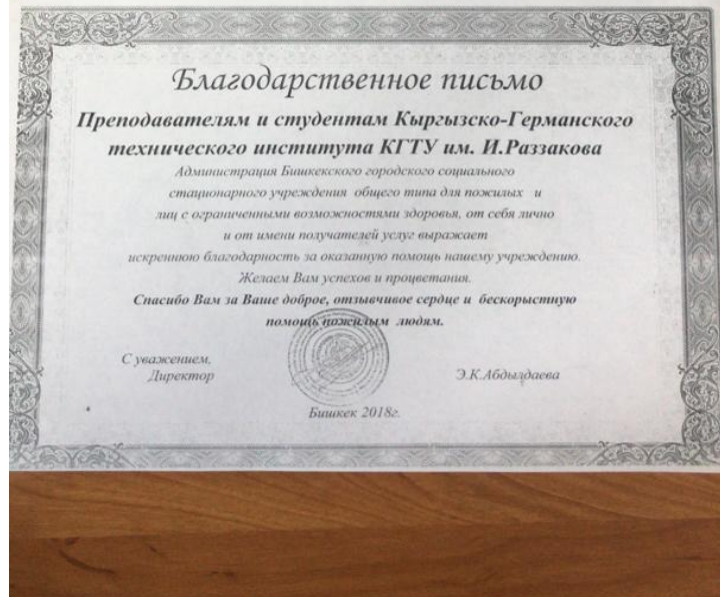 Благодарственное письмо
Преподавателям и студентам Кыргызско-Германского
технического института КГТУ им. И.Раззакова
Администрация Бишкекского городского социального
стационарного учреждения общего типа для пожилых и
лиц с ограниченными возможностями здоровья, от себя лично
и от имени получателей услуг выражает
искреннюю благодарность за оказанную помощь нашему учреждению.
Желаем Вам успехов и процветания.
Спасибо Вам за Ваше доброе, отзывчивое сердце и бескорыстную
помощь пожилым людям.
С уважением,
Директор Э.К.Абдылдаева
Бишкек 2018г.